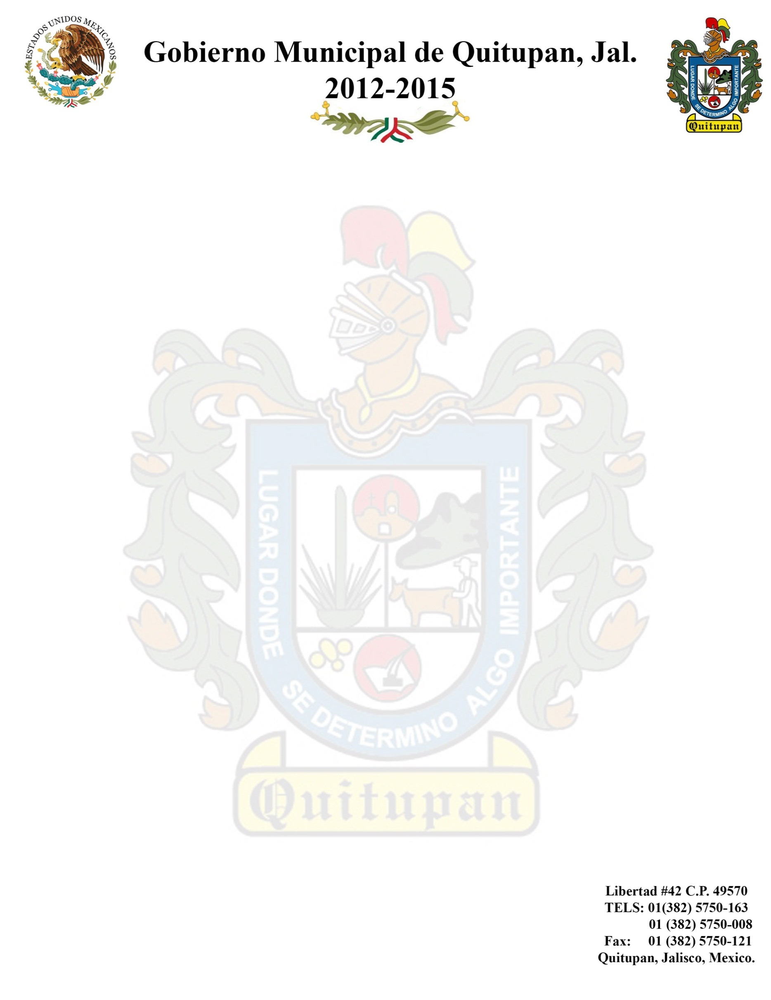 ESTADOS UNIDOS MEXICANOS
Gobierno Municipal de Quitupan, Jal.
2012-2015
LUGAR DONDE SE DETERMINO ALGO IMPORTANTE
Quitupan
LUGAR DONDE SE DETERMINO ALGO IMPORTANTE
Quitupan
Libertad #42 C.P. 49570
TELS: 01(382) 5750-163
01 (382) 5750-008
Fax: 01 (382) 5750-121
Quitupan, Jalisco, Mexico.